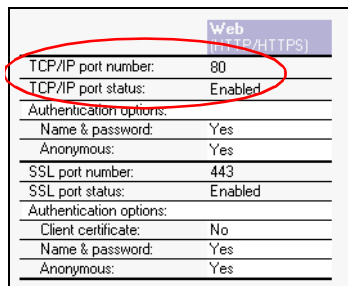 Web
(HTTP/HTTPS)
TCP/IP port number: 80
TCP/IP port status: Enabled
Authentication options:
Name & password: Yes
Anonymous: Yes
SSL port number: 443
SSL port status: Enabled
Authentication options:
Client certificate: No
Name & password: Yes
Anonymous: Yes